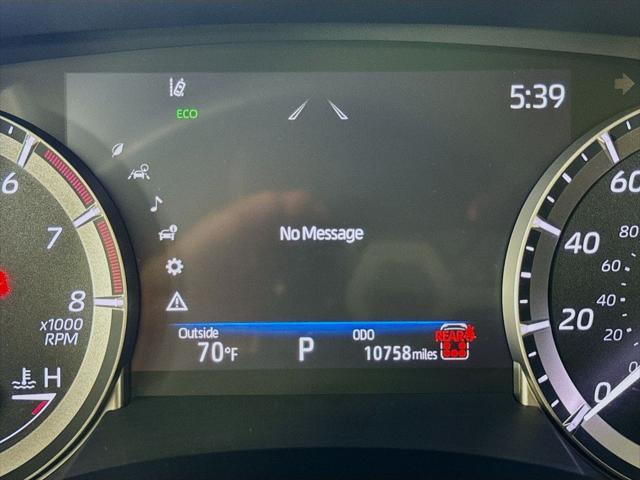 5:39
ECO
60
6
80
7
40
60
No Message
8
40
x1000
RPM
20
20
Outside
ODO
REAR
70°F
P
10758 miles
0
H
0